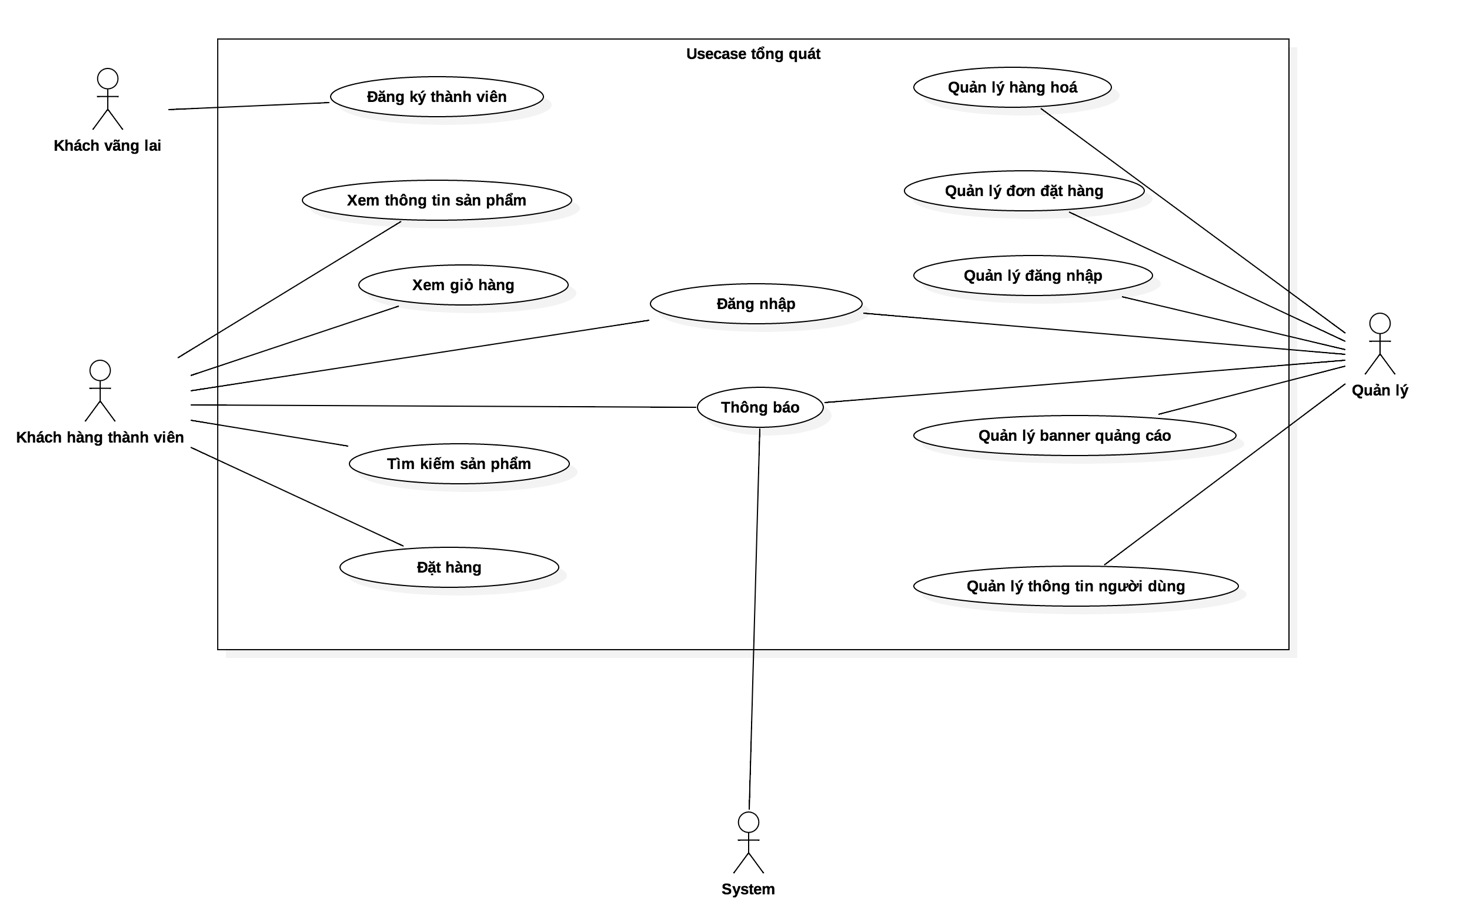 Usecase tổng quát
Khách vãng lai
Đăng ký thành viên
Quản lý hàng hoá
Xem thông tin sản phẩm
Quản lý đơn đặt hàng
Xem giỏ hàng
Quản lý đăng nhập
Đăng nhập
Quản lý
Khách hàng thành viên
Thông báo
Quản lý banner quảng cáo
Tìm kiếm sản phẩm
Đặt hàng
Quản lý thông tin người dùng
System